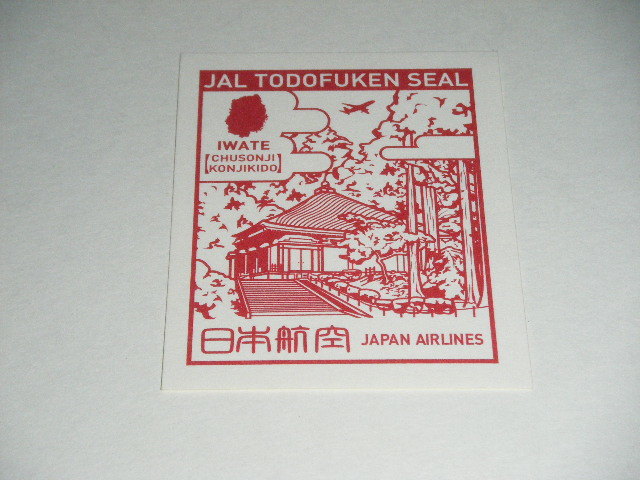 JAL TODOFUKEN SEAL
IWATE
[CHUSONJI
KONJIKIDO]
日本航空 JAPAN AIRLINES